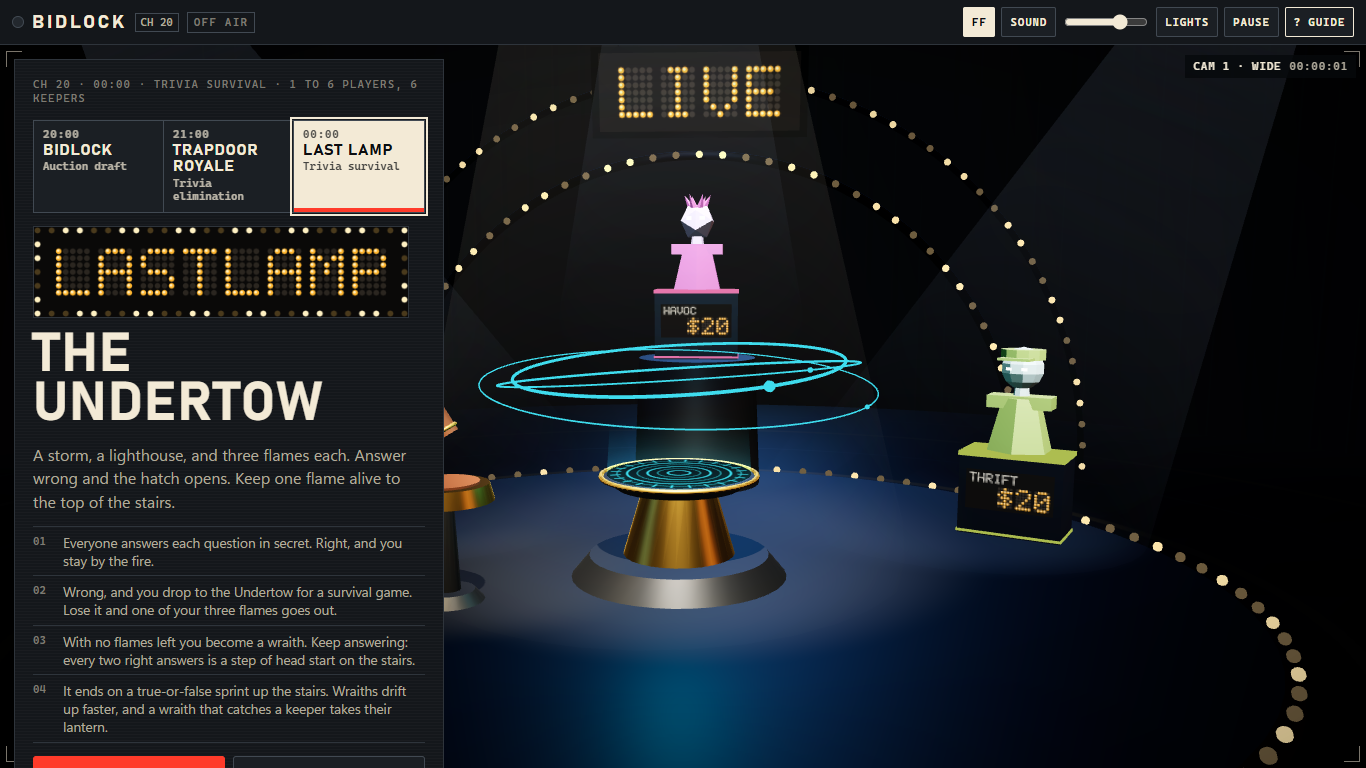 BIDLOCK CH 20 OFF AIR FF SOUND LIGHTS PAUSE ? GUIDE
CAM 1 · WIDE 00:00:01
CH 20 · 00:00 · TRIVIA SURVIVAL · 1 TO 6 PLAYERS, 6
KEEPERS
20:00
BIDLOCK
Auction draft
21:00
TRAPDOOR
ROYALE
Trivia
elimination
00:00
LAST LAMP
Trivia survival
LASTLAMP
THE
UNDERTOW
A storm, a lighthouse, and three flames each. Answer
wrong and the hatch opens. Keep one flame alive to
the top of the stairs.
01 Everyone answers each question in secret. Right, and you
stay by the fire.
02 Wrong, and you drop to the Undertow for a survival game.
Lose it and one of your three flames goes out.
03 With no flames left you become a wraith. Keep answering:
every two right answers is a step of head start on the stairs.
04 It ends on a true-or-false sprint up the stairs. Wraiths drift
up faster, and a wraith that catches a keeper takes their
lantern.
LIVE
HAVOC
$20
THRIFT
$20